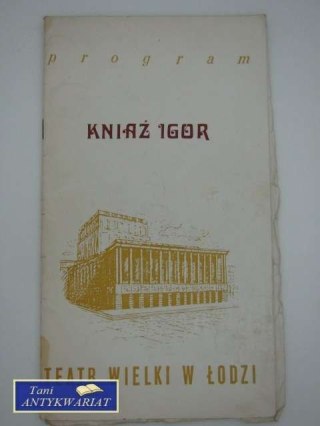 program
KNIAŹ IGOR
TEATR WIELKI W ŁODZI
Tani
ANTYKWARIAT